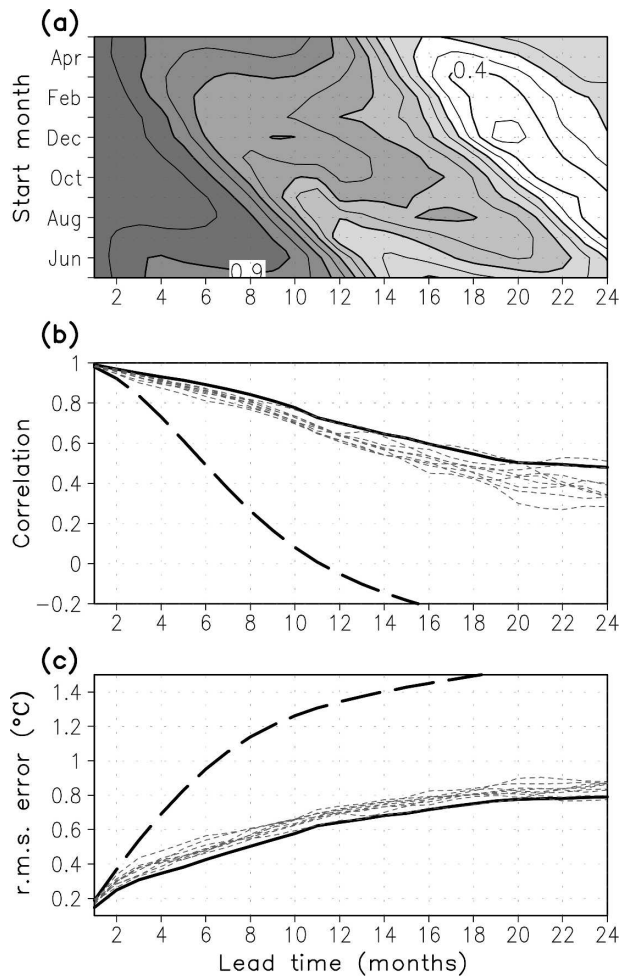 (a)
Apr
Feb
Dec
Oct
Aug
Jun
Start month
0.4
0.9
2 4 6 8 10 12 14 16 18 20 22 24
(b)
1
0.8
0.6
0.4
0.2
0
−0.2
Correlation
2 4 6 8 10 12 14 16 18 20 22 24
(c)
1.4
1.2
1
0.8
0.6
0.4
0.2
r.m.s. error (°C)
2 4 6 8 10 12 14 16 18 20 22 24
Lead time (months)